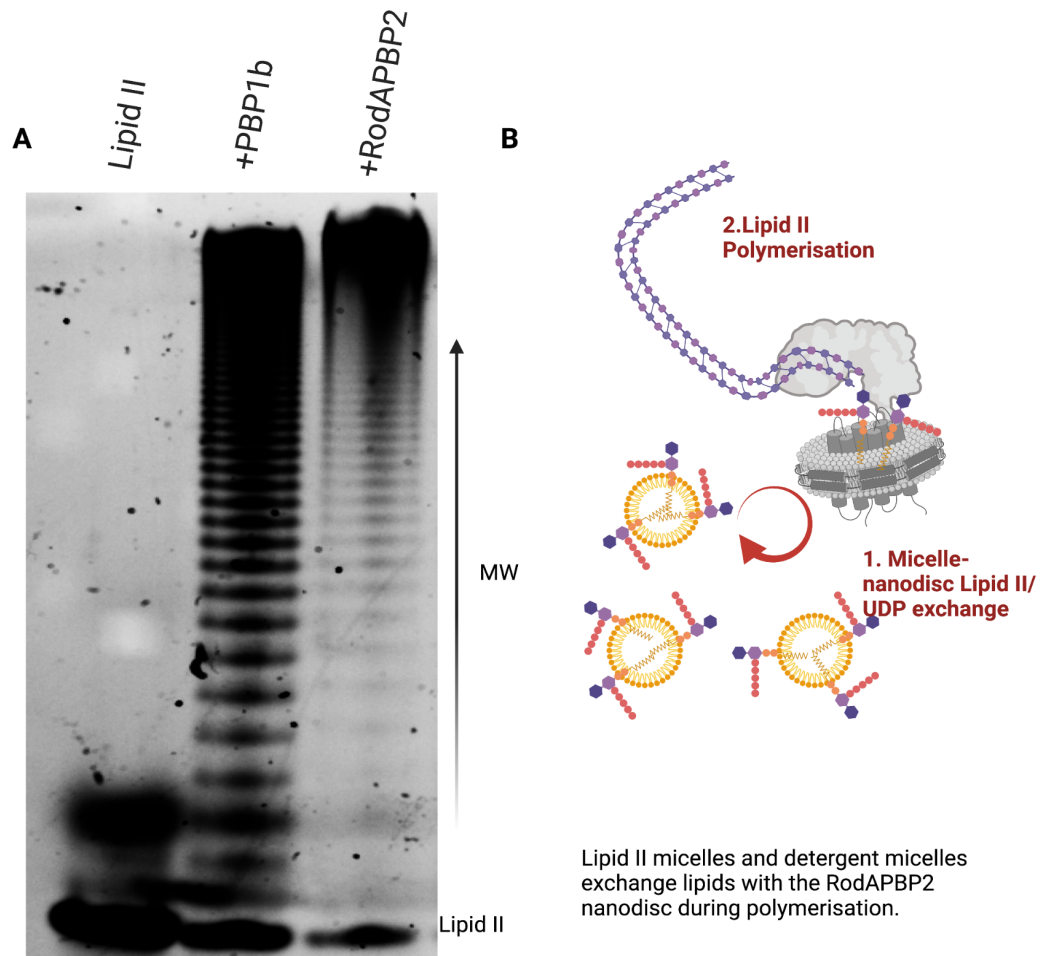 A
Lipid II
+PBP1b
+RodAPBP2
MW
Lipid II
B
2.Lipid II
Polymerisation
1. Micelle-
nanodisc Lipid II/
UDP exchange
Lipid II micelles and detergent micelles
exchange lipids with the RodAPBP2
nanodisc during polymerisation.